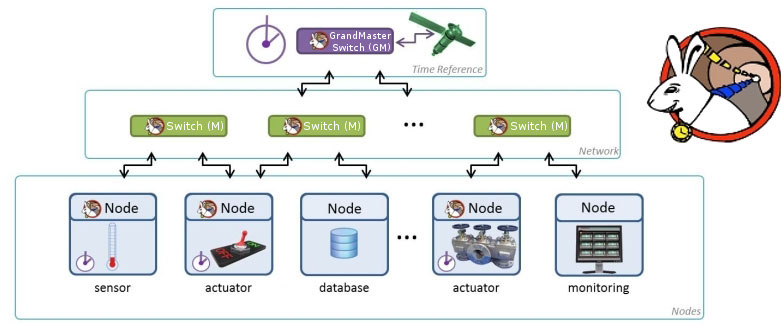 GrandMaster
Switch (GM)
Time Reference
Switch (M)
Switch (M)
...
Switch (M)
Network
Node
Node
Node
...
Node
Node
OFF
sensor
actuator
database
actuator
monitoring
Nodes